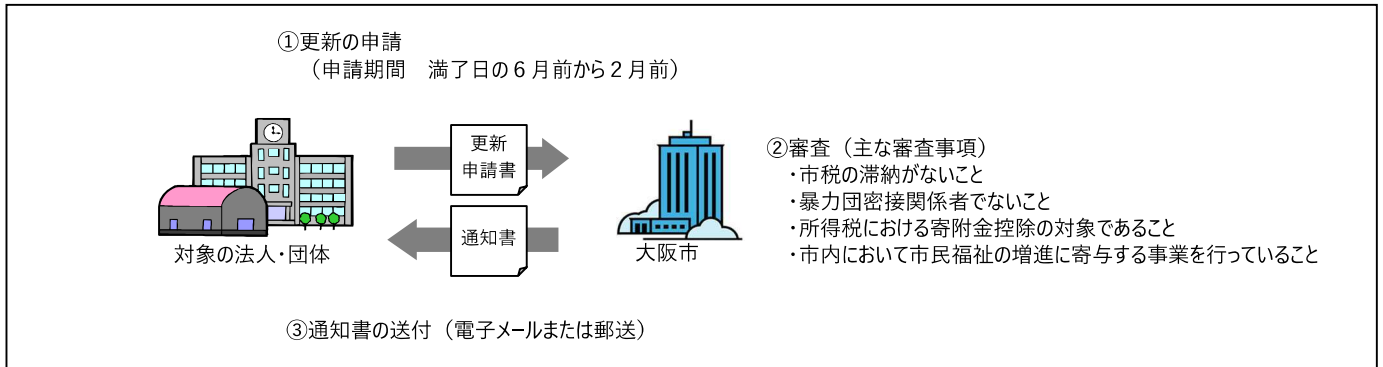 ①更新の申請
（申請期間　満了日の６月前から２月前）
更新
申請書
通知書
対象の法人・団体
大阪市
②審査（主な審査事項）
・市税の滞納がないこと
・暴力団密接関係者でないこと
・所得税における寄附金控除の対象であること
・市内において市民福祉の増進に寄与する事業を行っていること
③通知書の送付（電子メールまたは郵送）